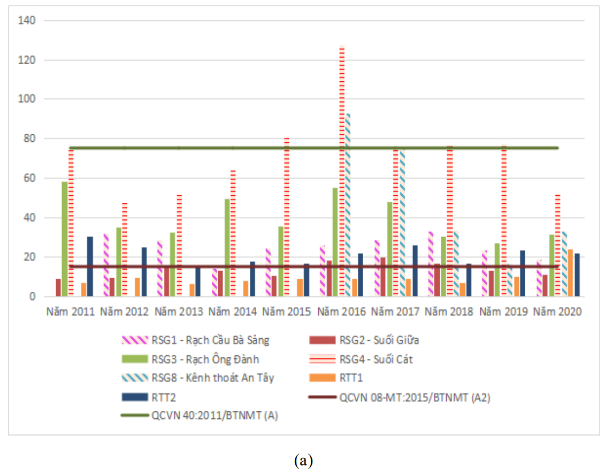 140
120
100
80
60
40
20
0
Năm 2011 Năm 2012 Năm 2013 Năm 2014 Năm 2015 Năm 2016 Năm 2017 Năm 2018 Năm 2019 Năm 2020
RSG1 - Rạch Cầu Bà Sảng RSG2 - Suối Giữa
RSG3 - Rạch Ông Đành RSG4 - Suối Cát
RSG8 - Kênh thoát An Tây RTT1
RTT2 QCVN 08-MT:2015/BTNMT (A2)
QCVN 40:2011/BTNMT (A)
(a)